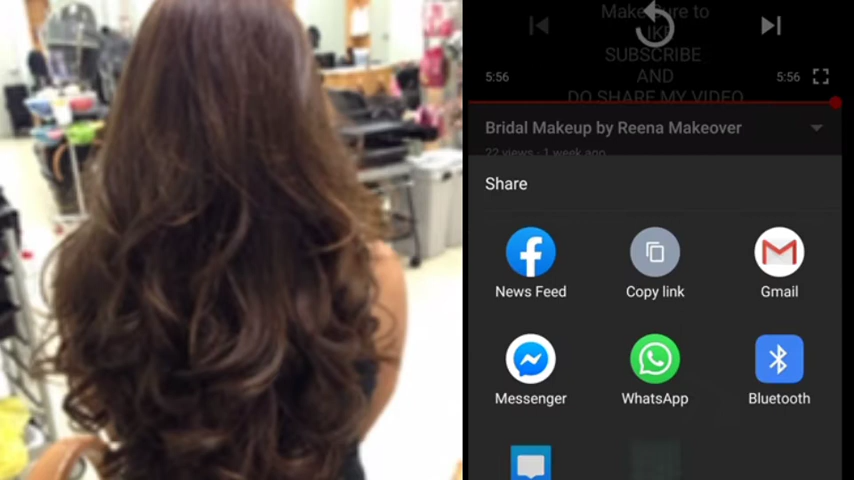 Make Sure to
LIKE
SUBSCRIBE
AND
DO SHARE MY VIDEO
5:56
5:56
Bridal Makeup by Reena Makeover
22 views · 1 week ago
Share
News Feed
Copy link
Gmail
Messenger
WhatsApp
Bluetooth